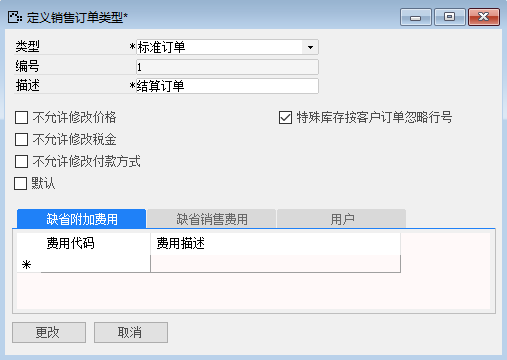 定义销售订单类型*
类型 *标准订单
编号 1
描述 *结算订单
不允许修改价格 特殊库存按客户订单忽略行号
不允许修改税金
不允许修改付款方式
默认
缺省附加费用 缺省销售费用 用户
费用代码 费用描述
*
更改 取消